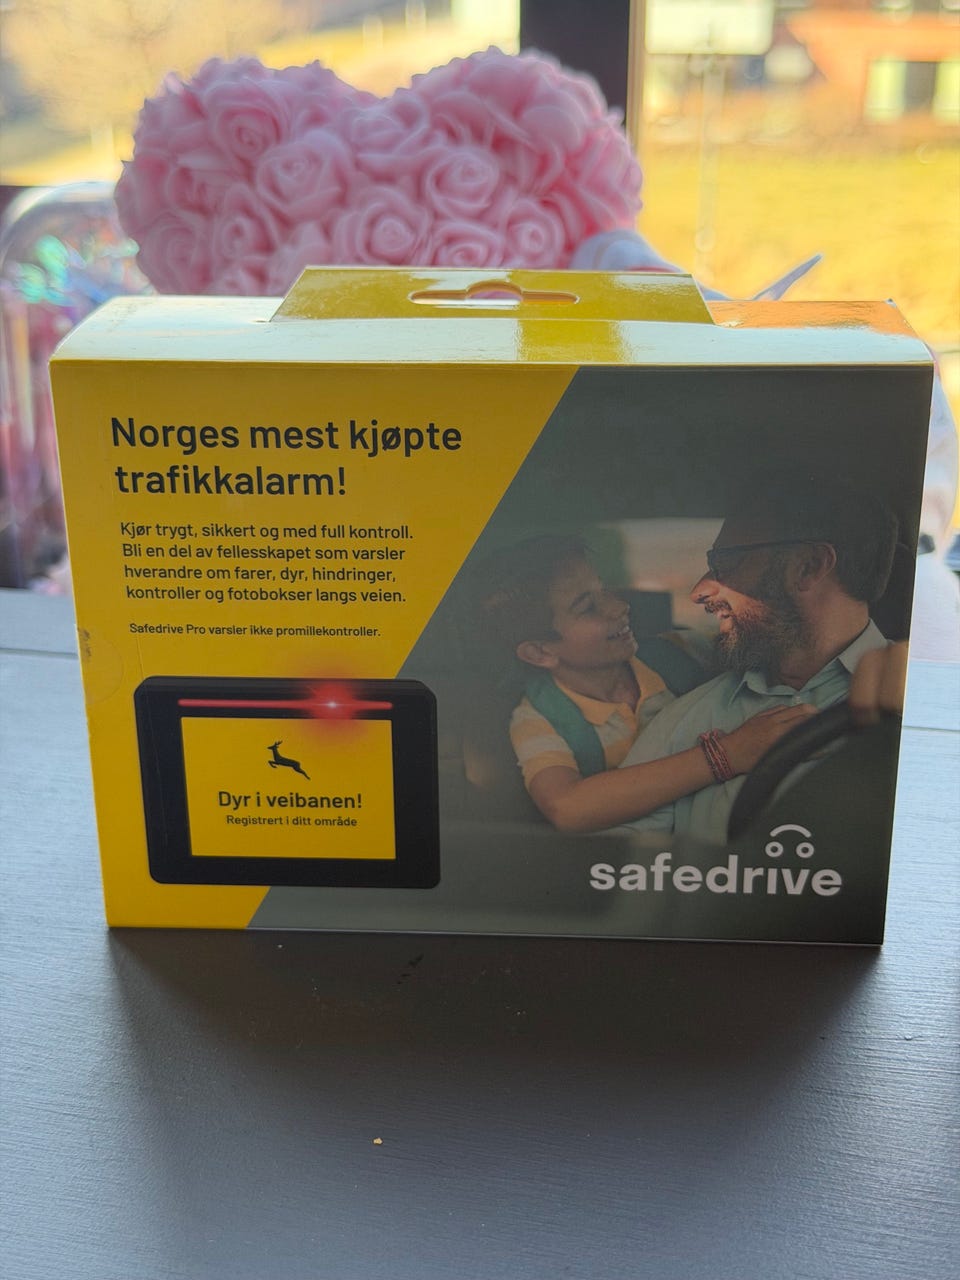 Norges mest kjøpte
trafikkalarm!
Kjør trygt, sikkert og med full kontroll.
Bli en del av fellesskapet som varsler
hverandre om farer, dyr, hindringer,
kontroller og fotobokser langs veien.
Safedrive Pro varsler ikke promillekontroller.
Dyr i veibanen!
Registrert i ditt område
safedrive